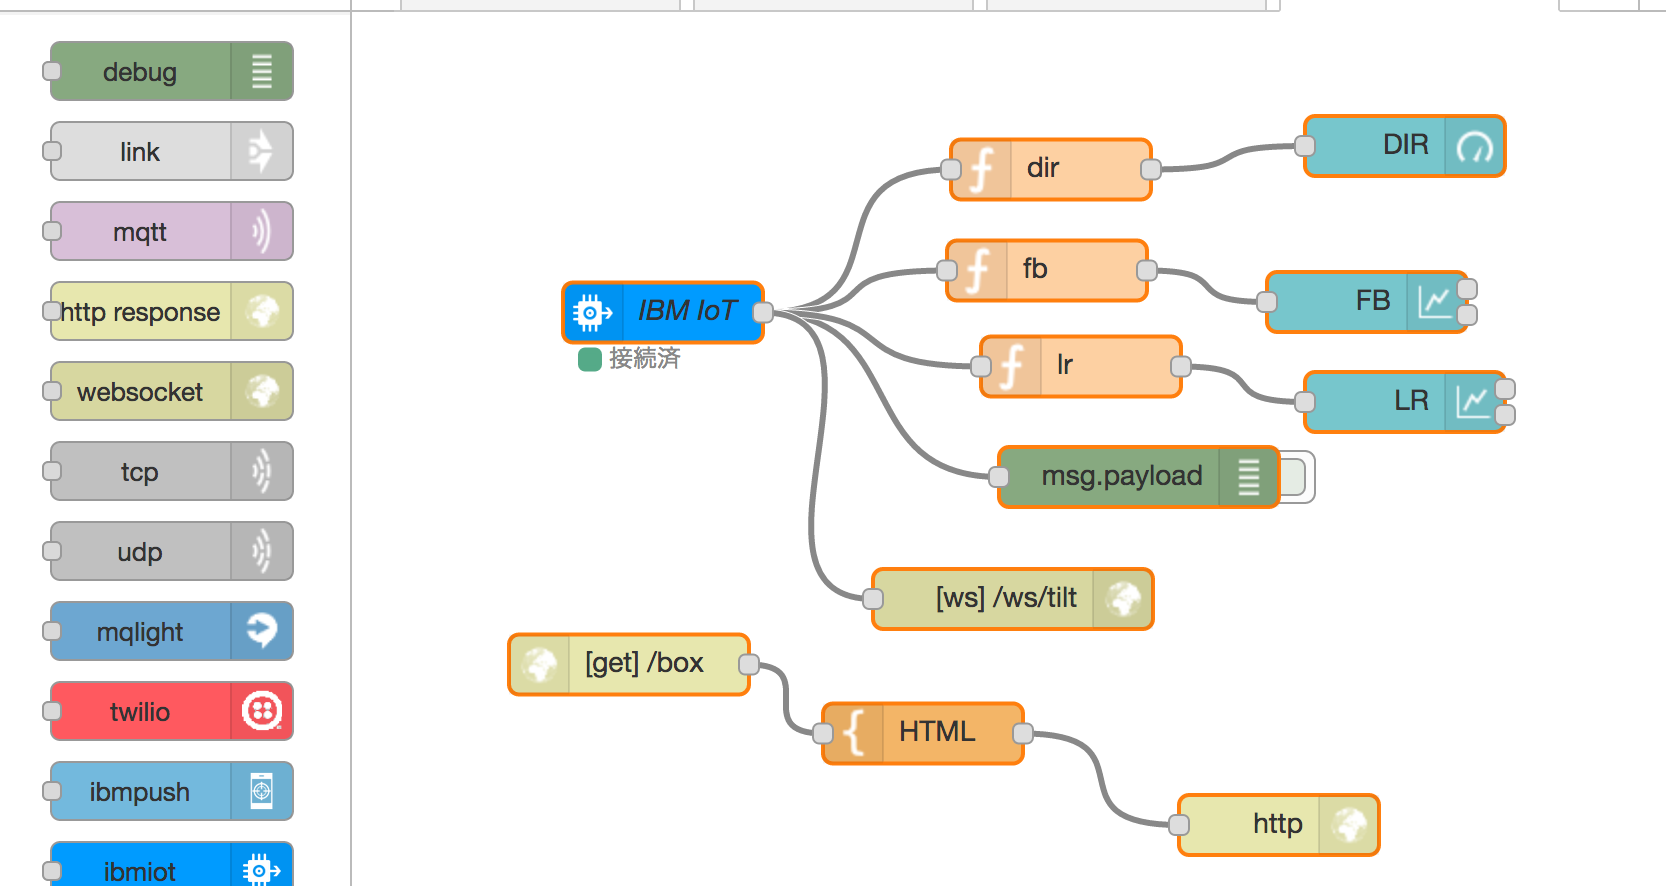 debug
link
mqtt
http response
websocket
tcp
udp
mqlight
twilio
ibmpush
ibmiot
IBM IoT
接続済
dir
DIR
fb
FB
lr
LR
msg.payload
[ws] /ws/tilt
[get] /box
HTML
http